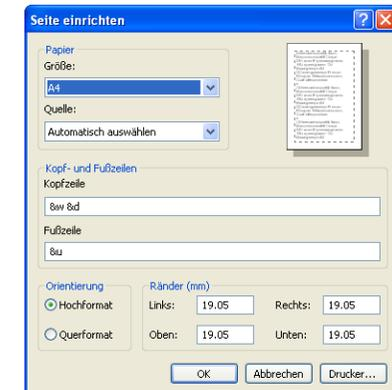 Seite einrichten
Papier
Größe:
A4
Quelle:
Automatisch auswählen
Kopf- und Fußzeilen
Kopfzeile
&w &d
Fußzeile
&u
Orientierung
Hochformat
Querformat
Ränder (mm)
Links: 19.05 Rechts: 19.05
Oben: 19.05 Unten: 19.05
OK Abbrechen Drucker...